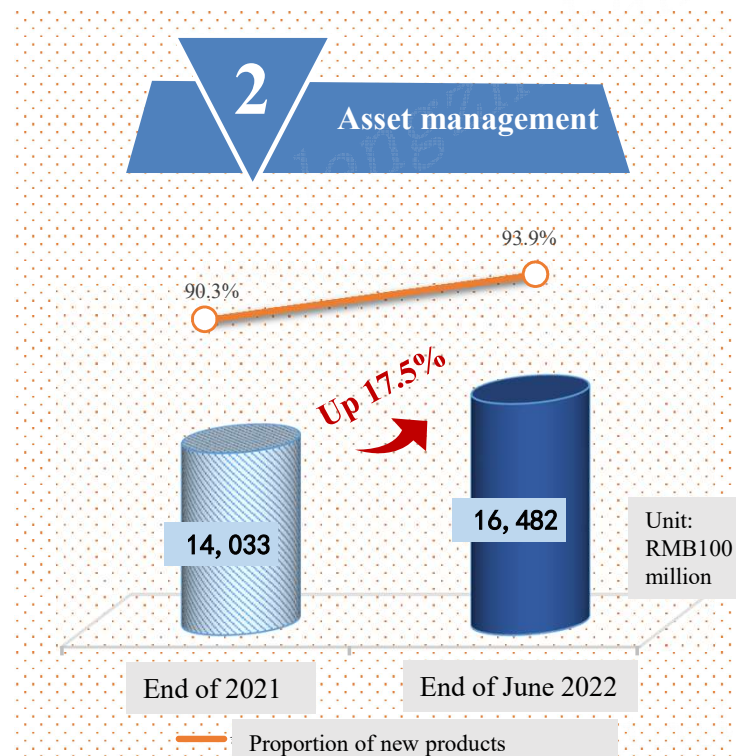 2
Asset management
93.9%
90.3%
Up 17.5%
14,033
16,482
Unit:
RMB100
million
End of 2021
End of June 2022
Proportion of new products